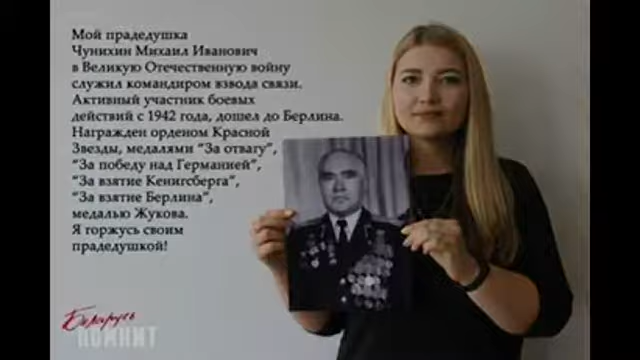 Мой прадедушка
Чунихин Михаил Иванович
в Великую Отечественную войну
служил командиром взвода связи.
Активный участник боевых
действий с 1942 года, дошел до Берлина.
Награжден орденом Красной
Звезды, медалями “За отвагу”,
“За победу над Германией”,
“За взятие Кенигсберга”,
“За взятие Берлина”,
медалью Жукова.
Я горжусь своим
прадедушкой!
Беларусь
ПОМНИТ